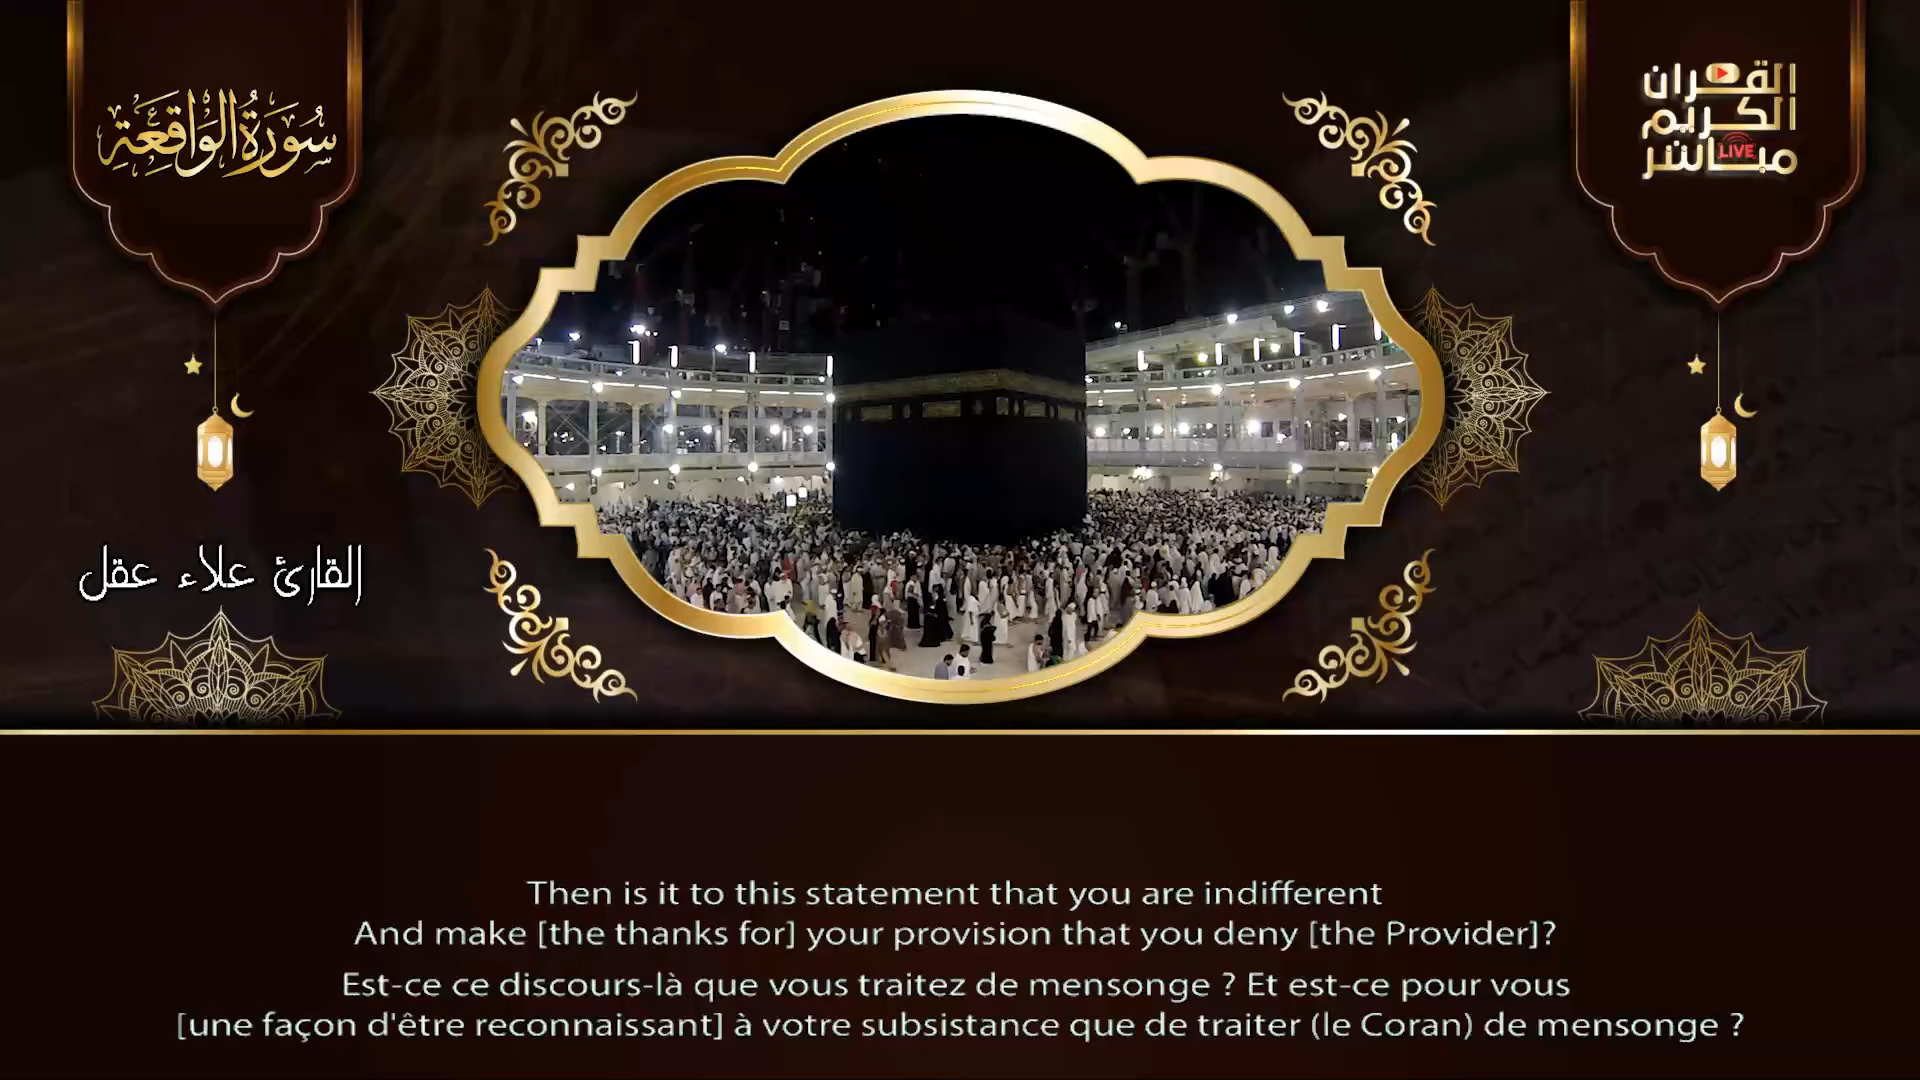 سُورَةُ الوَاقِعَةِ
القرآن
الكريم
مباشر
LIVE
القارئ علاء عقل
Then is it to this statement that you are indifferent
And make [the thanks for] your provision that you deny [the Provider]?
Est-ce ce discours-là que vous traitez de mensonge ? Et est-ce pour vous
[une façon d'être reconnaissant] à votre subsistance que de traiter (le Coran) de mensonge ?